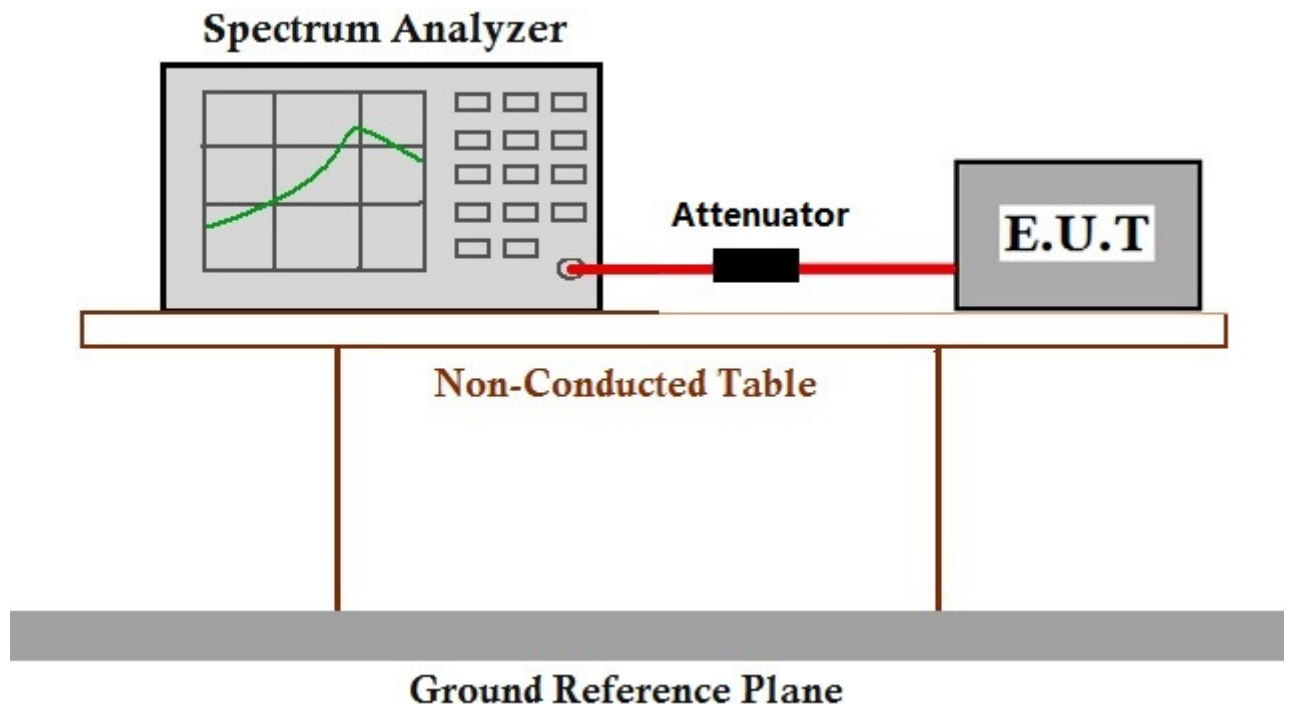 Spectrum Analyzer
Attenuator
E.U.T
Non-Conducted Table
Ground Reference Plane